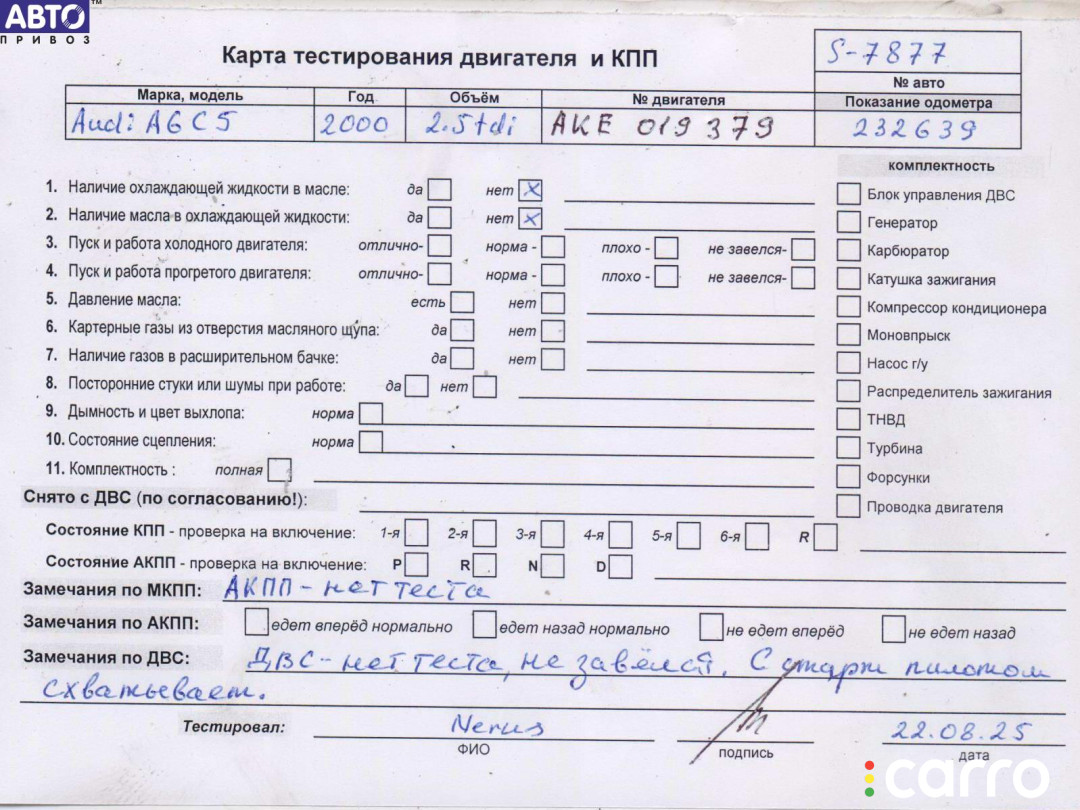 АВТО™
ПРИВОЗ
Карта тестирования двигателя и КПП
S-7877
№ авто
Марка, модель Год Объём № двигателя Показание одометра
Audi A6C5 2000 2.5tdi AKE 019379 232639
комплектность
1. Наличие охлаждающей жидкости в масле: да нет x
2. Наличие масла в охлаждающей жидкости: да нет x
3. Пуск и работа холодного двигателя: отлично- норма - плохо - не завелся-
4. Пуск и работа прогретого двигателя: отлично- норма - плохо - не завелся-
5. Давление масла: есть нет
6. Картерные газы из отверстия масляного щупа: да нет
7. Наличие газов в расширительном бачке: да нет
8. Посторонние стуки или шумы при работе: да нет
9. Дымность и цвет выхлопа: норма
10. Состояние сцепления: норма
11. Комплектность : полная
Блок управления ДВС
Генератор
Карбюратор
Катушка зажигания
Компрессор кондиционера
Моновпрыск
Насос г/у
Распределитель зажигания
ТНВД
Турбина
Форсунки
Проводка двигателя
Снято с ДВС (по согласованию!):
Состояние КПП - проверка на включение: 1-я 2-я 3-я 4-я 5-я 6-я R
Состояние АКПП - проверка на включение: P R N D
Замечания по МКПП: АКПП - нет теста
Замечания по АКПП: едет вперёд нормально едет назад нормально не едет вперёд не едет назад
Замечания по ДВС: ДВС - нет теста, не завёлся. С старт пилотом
схватывает.
Тестировал: Nerus 22.08.25
ФИО подпись дата
carro